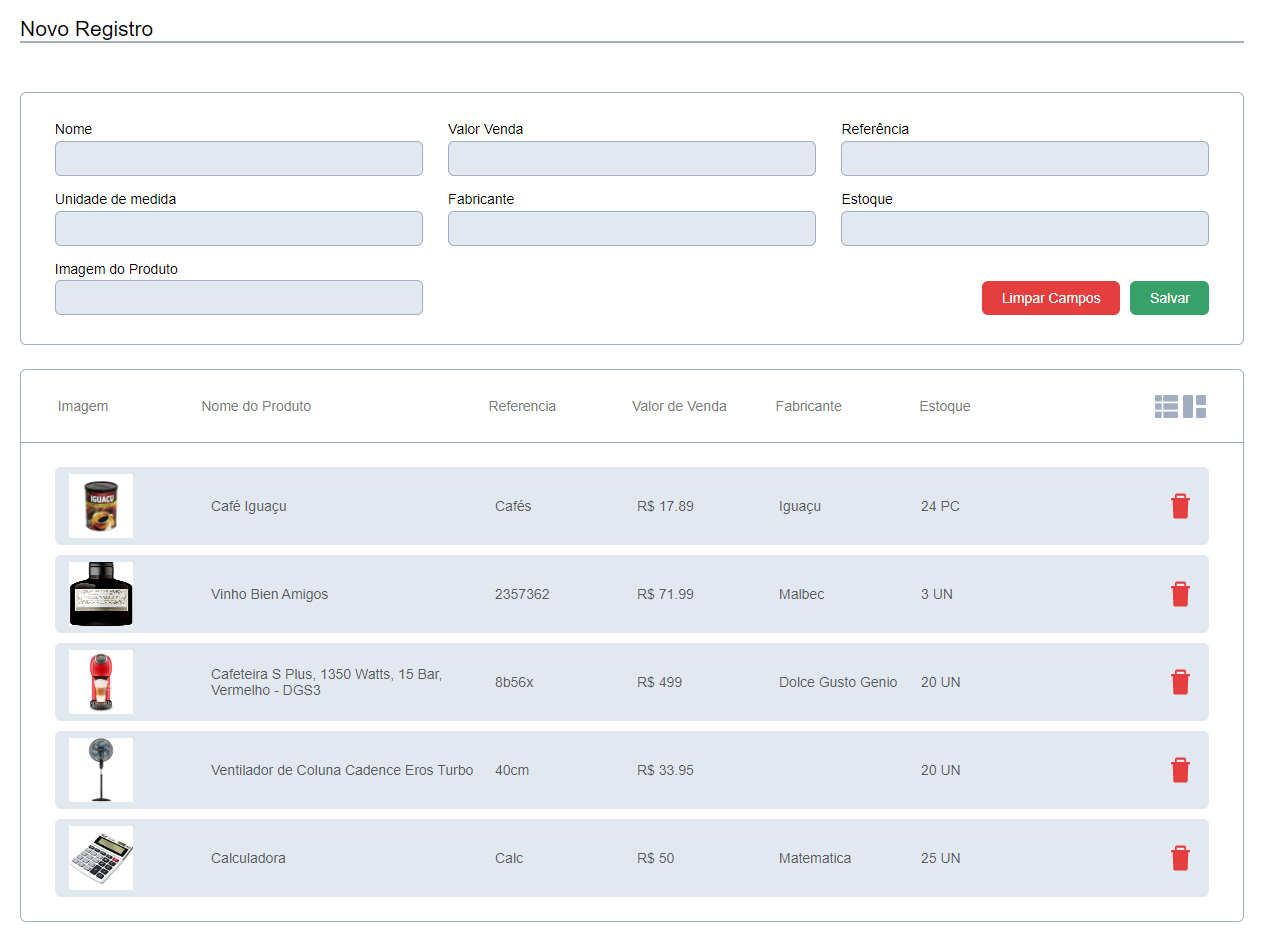 Novo Registro
Nome
Valor Venda
Referência
Unidade de medida
Fabricante
Estoque
Imagem do Produto
Limpar Campos
Salvar
Imagem
Nome do Produto
Referencia
Valor de Venda
Fabricante
Estoque
IGUAÇU
Café Iguaçu
Cafés
R$ 17.89
Iguaçu
24 PC
Vinho Bien Amigos
2357362
R$ 71.99
Malbec
3 UN
Cafeteira S Plus, 1350 Watts, 15 Bar,
Vermelho - DGS3
8b56x
R$ 499
Dolce Gusto Genio
20 UN
Ventilador de Coluna Cadence Eros Turbo
40cm
R$ 33.95
20 UN
Calculadora
Calc
R$ 50
Matematica
25 UN